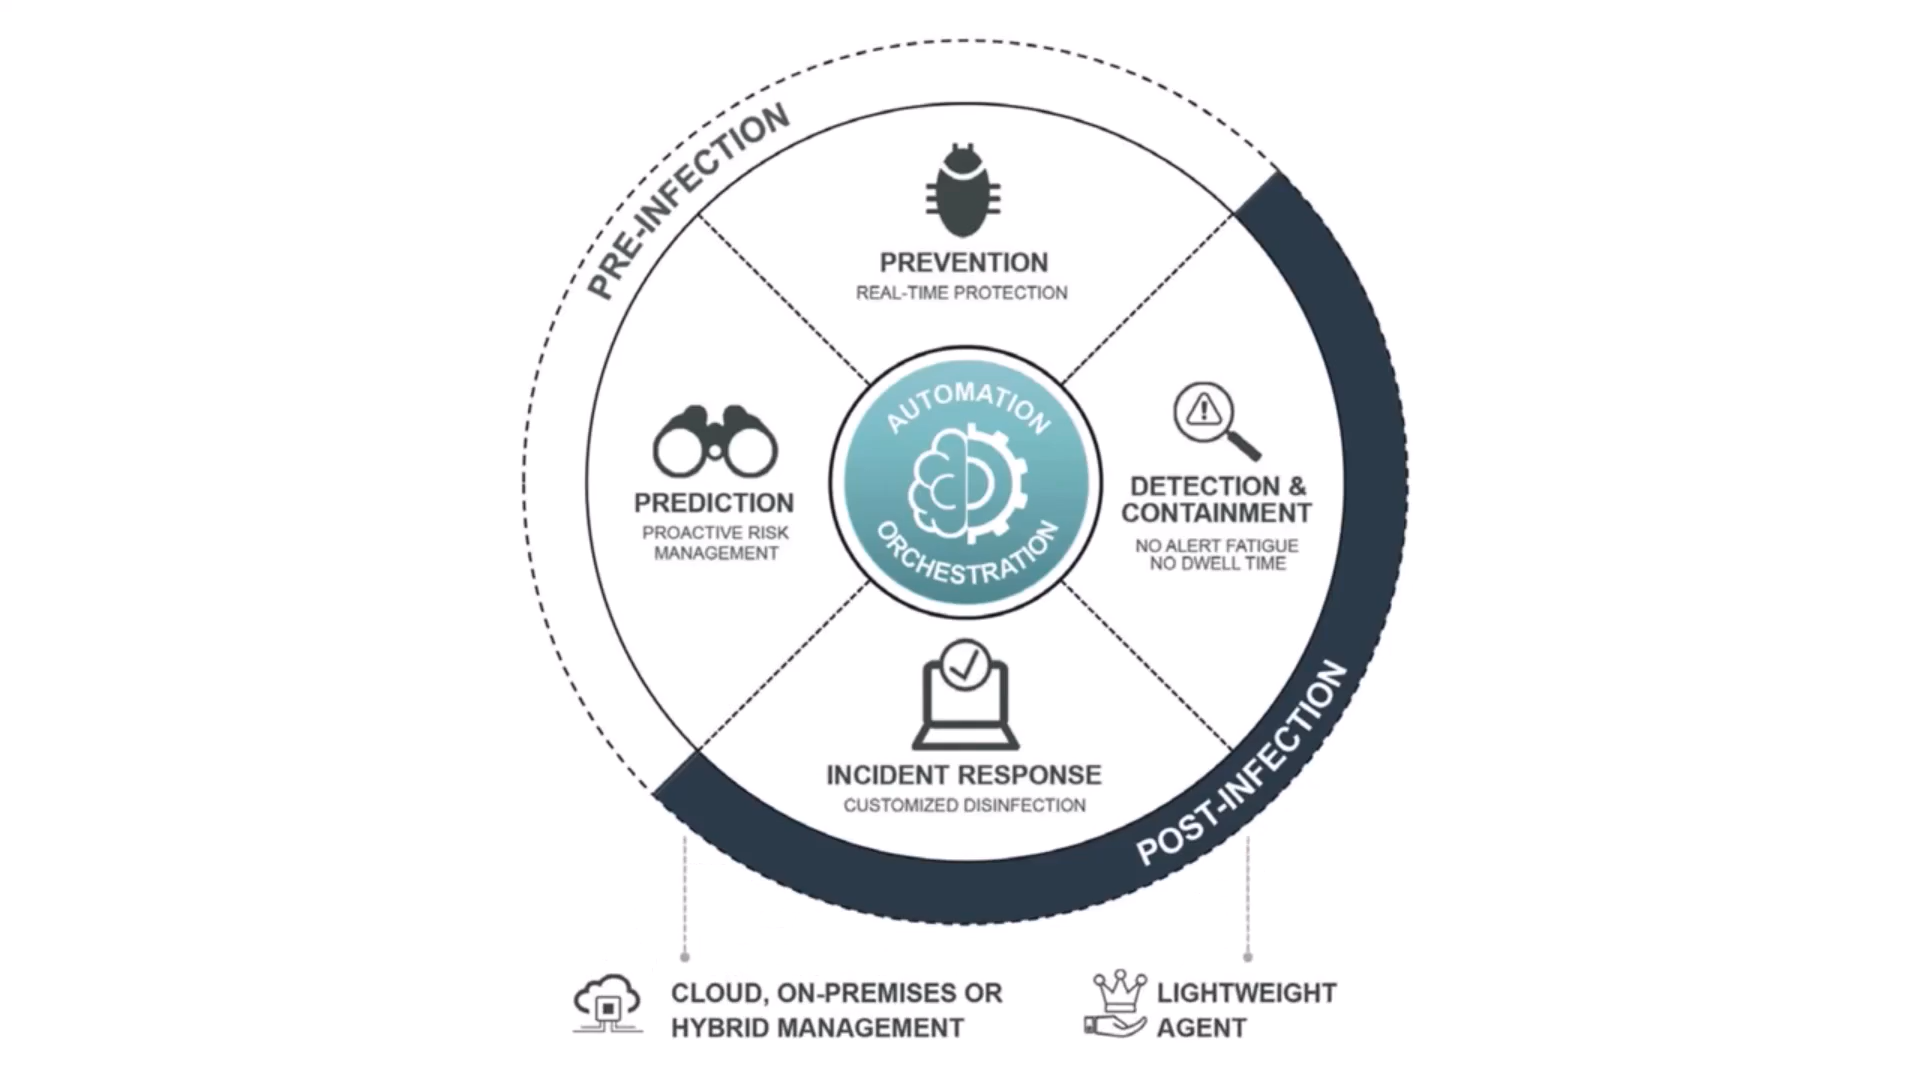 PRE-INFECTION
PREVENTION
REAL-TIME PROTECTION
AUTOMATION
ORCHESTRATION
PREDICTION
PROACTIVE RISK
MANAGEMENT
DETECTION &
CONTAINMENT
NO ALERT FATIGUE
NO DWELL TIME
INCIDENT RESPONSE
CUSTOMIZED DISINFECTION
POST-INFECTION
CLOUD, ON-PREMISES OR
HYBRID MANAGEMENT
LIGHTWEIGHT
AGENT